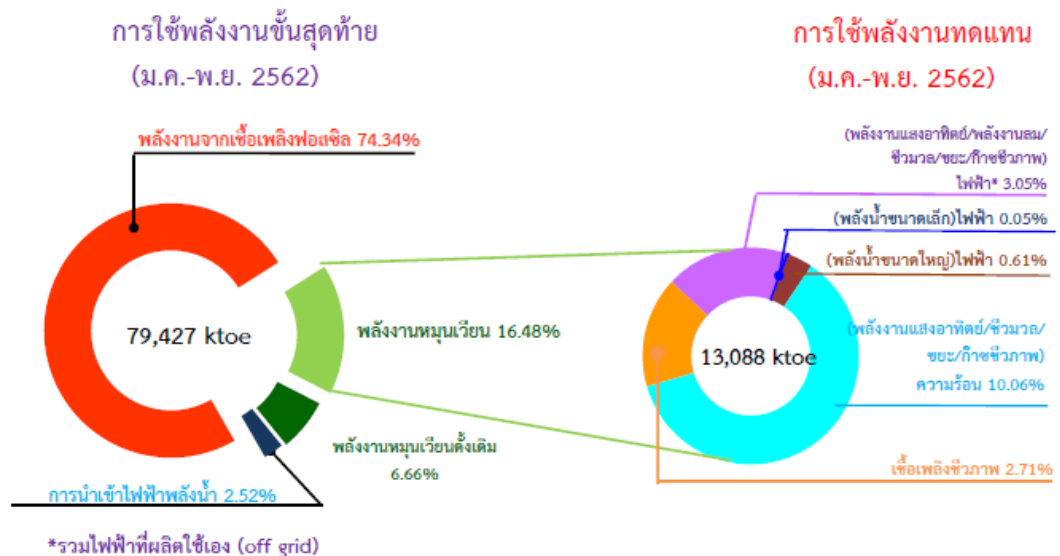 การใช้พลังงานขั้นสุดท้าย
(ม.ค.-พ.ย. 2562)
พลังงานจากเชื้อเพลิงฟอสซิล 74.34%
79,427 ktoe
พลังงานหมุนเวียน 16.48%
พลังงานหมุนเวียนดั้งเดิม
6.66%
การนำเข้าไฟฟ้าพลังน้ำ 2.52%
*รวมไฟฟ้าที่ผลิตใช้เอง (off grid)
การใช้พลังงานทดแทน
(ม.ค.-พ.ย. 2562)
(พลังงานแสงอาทิตย์/พลังงานลม/
ชีวมวล/ขยะ/ก๊าซชีวภาพ)
ไฟฟ้า* 3.05%
(พลังน้ำขนาดเล็ก)ไฟฟ้า 0.05%
(พลังน้ำขนาดใหญ่)ไฟฟ้า 0.61%
13,088 ktoe
(พลังงานแสงอาทิตย์/ชีวมวล/
ขยะ/ก๊าซชีวภาพ)
ความร้อน 10.06%
เชื้อเพลิงชีวภาพ 2.71%